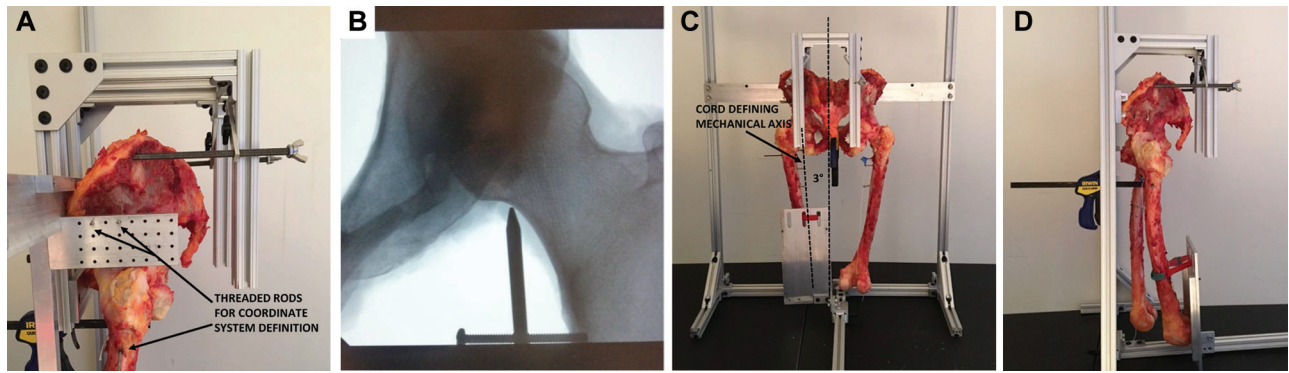 A
THREADED RODS
FOR COORDINATE
SYSTEM DEFINITION
B
C
CORD DEFINING
MECHANICAL AXIS
3°
D
IRWIN